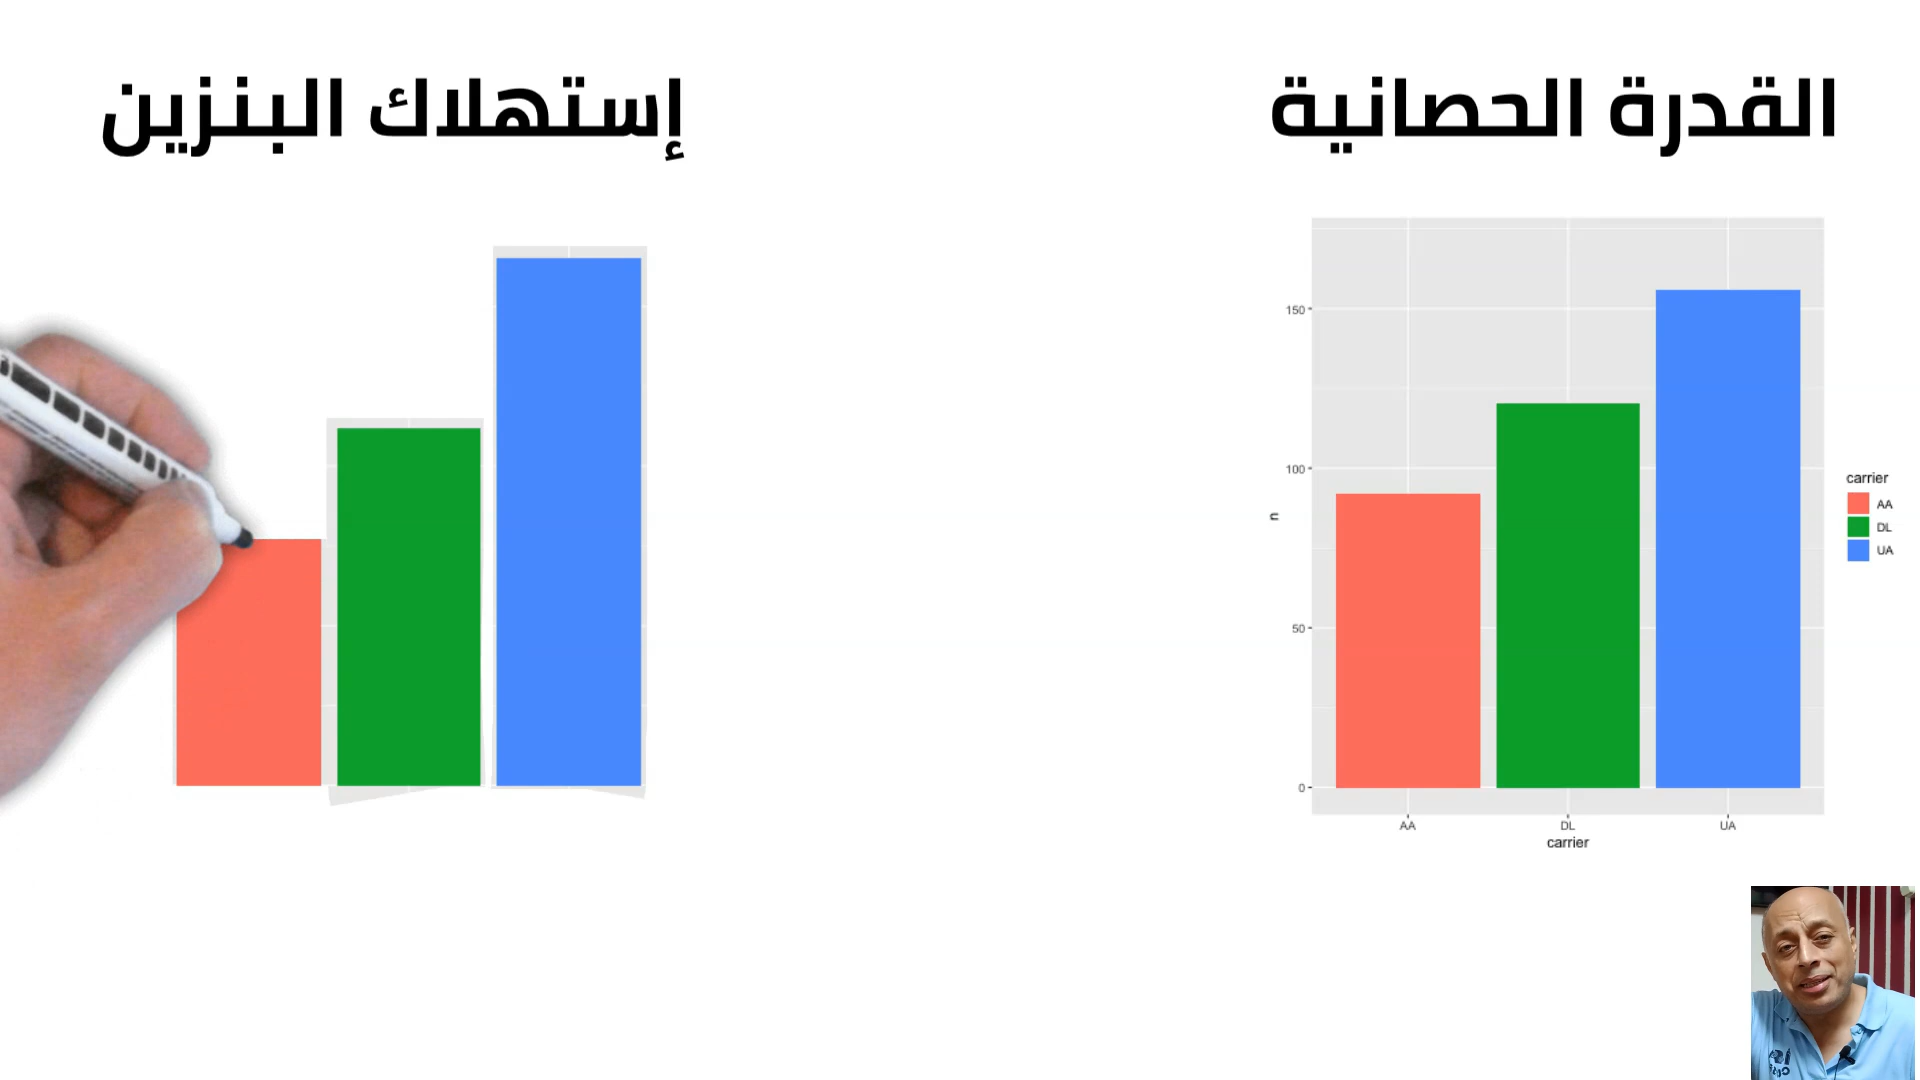 القدرة الحصانية
إستهلاك البنزين
150
100
50
0
n
AA
DL
UA
carrier
carrier
AA
DL
UA